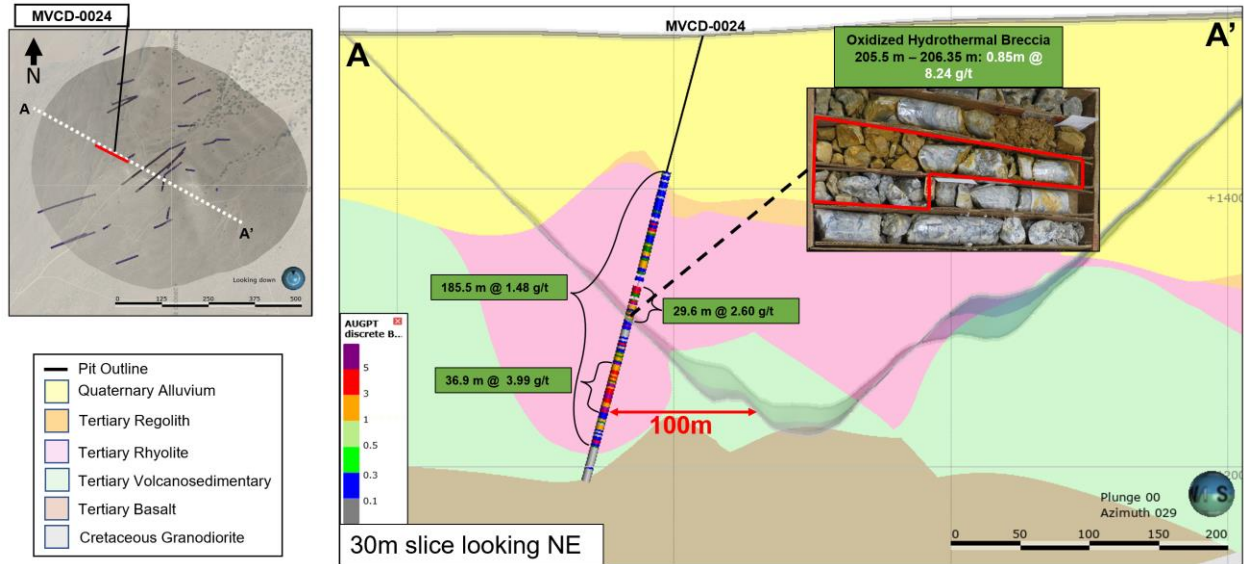 MVCD-0024
N
A
A'
Looking down
0 125 250 375 500
Pit Outline
Quaternary Alluvium
Tertiary Regolith
Tertiary Rhyolite
Tertiary Volcanosedimentary
Tertiary Basalt
Cretaceous Granodiorite
A
MVCD-0024
A'
Oxidized Hydrothermal Breccia
205.5 m – 206.35 m: 0.85m @
8.24 g/t
+1400
185.5 m @ 1.48 g/t
29.6 m @ 2.60 g/t
36.9 m @ 3.99 g/t
100m
AUGPT
discrete B...
5
3
1
0.5
0.3
0.1
Plunge 00
Azimuth 029
S
0 50 100 150 200
30m slice looking NE